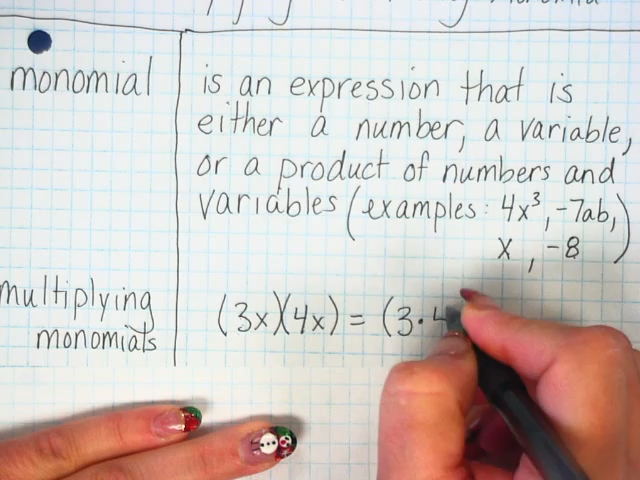 monomial
is an expression that is
either a number, a variable,
or a product of numbers and
variables (examples: 4x³, -7ab,
x, -8)
multiplying
monomials
(3x)(4x) = (3·4